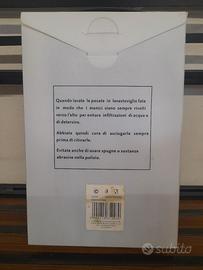 Quando lavate le posate in lavastoviglie fate
in modo che i manici siano sempre rivolti
verso l'alto per evitare infiltrazioni di acqua e
di detersivo.
Abbiate quindi cura di asciugarle sempre
prima di ritirarle.
Evitate anche di usare spugne o sostanze
abrasive nella pulizia.
subito